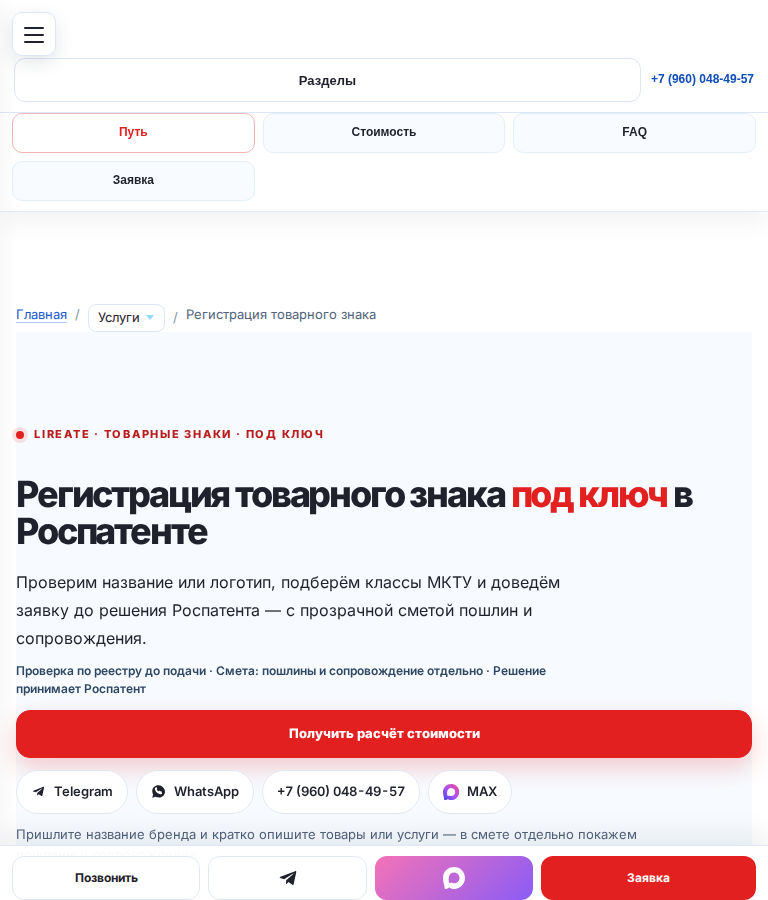 Разделы
+7 (960) 048-49-57
Путь
Стоимость
FAQ
Заявка
Главная / Услуги / Регистрация товарного знака
LIREATE · ТОВАРНЫЕ ЗНАКИ · ПОД КЛЮЧ
Регистрация товарного знака под ключ в
Роспатенте
Проверим название или логотип, подберём классы МКТУ и доведём
заявку до решения Роспатента — с прозрачной сметой пошлин и
сопровождения.
Проверка по реестру до подачи · Смета: пошлины и сопровождение отдельно · Решение
принимает Роспатент
Получить расчёт стоимости
Telegram
WhatsApp
+7 (960) 048-49-57
MAX
Пришлите название бренда и кратко опишите товары или услуги — в смете отдельно покажем
Позвонить
Заявка